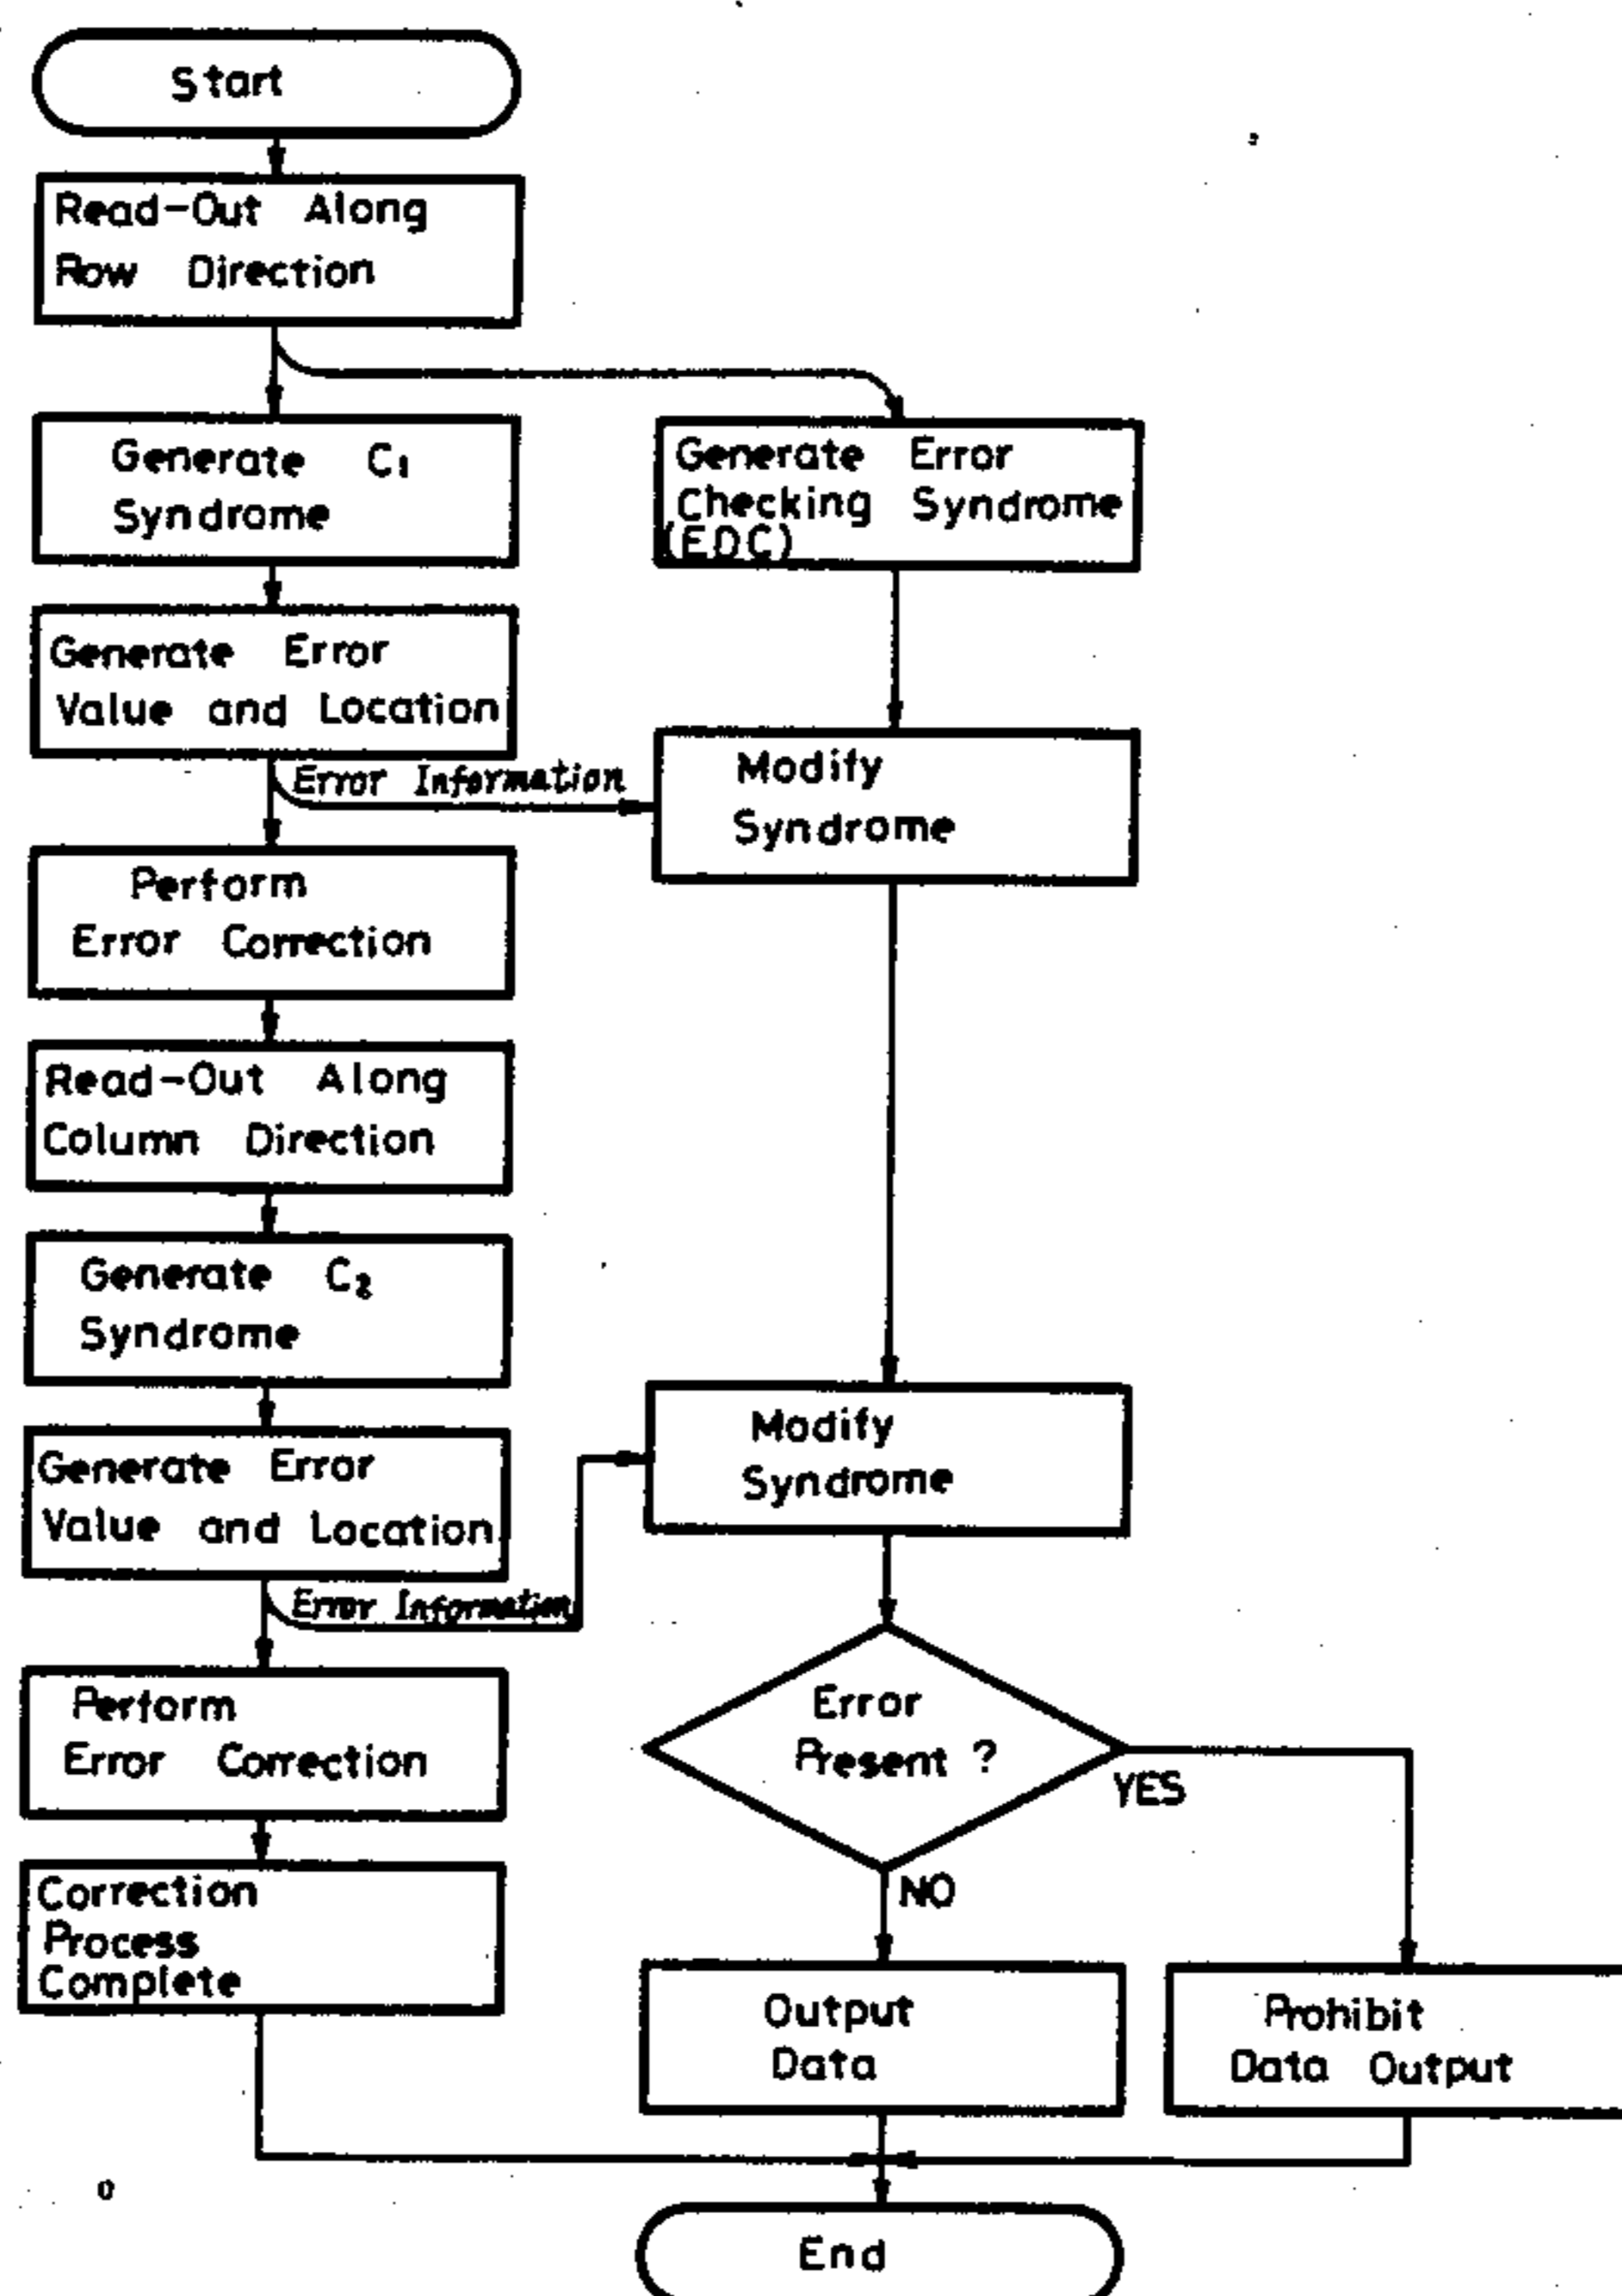 Start
Read-Out Along
Row Direction
Generate C₁
Syndrome
Generate Error
Checking Syndrome
(EDC)
Generate Error
Value and Location
Error Information
Modify
Syndrome
Perform
Error Correction
Read-Out Along
Column Direction
Generate C₂
Syndrome
Generate Error
Value and Location
Error Information
Modify
Syndrome
Perform
Error Correction
Error
Present ?
YES
NO
Correction
Process
Complete
Output
Data
Prohibit
Data Output
End